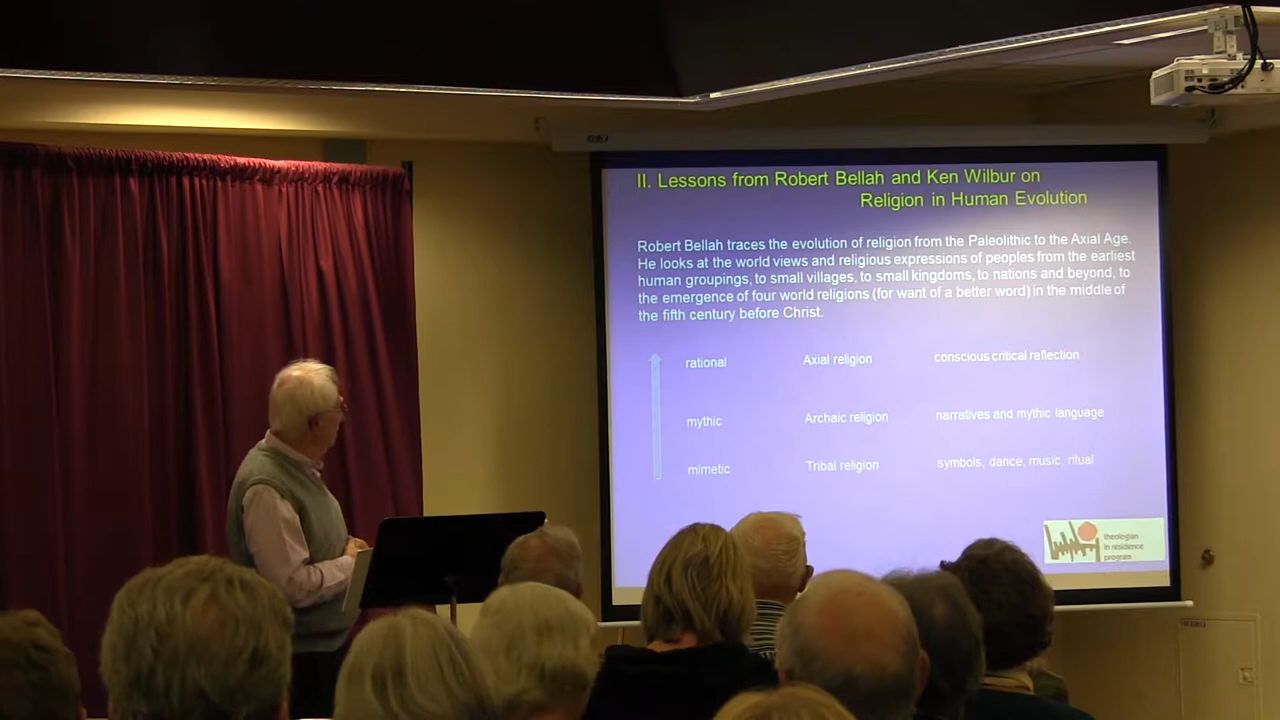 II. Lessons from Robert Bellah and Ken Wilbur on
Religion in Human Evolution
Robert Bellah traces the evolution of religion from the Paleolithic to the Axial Age.
He looks at the world views and religious expressions of peoples from the earliest
human groupings, to small villages, to small kingdoms, to nations and beyond, to
the emergence of four world religions (for want of a better word) in the middle of
the fifth century before Christ.
rational Axial religion conscious critical reflection
mythic Archaic religion narratives and mythic language
mimetic Tribal religion symbols, dance, music, ritual
theologian
in residence
program